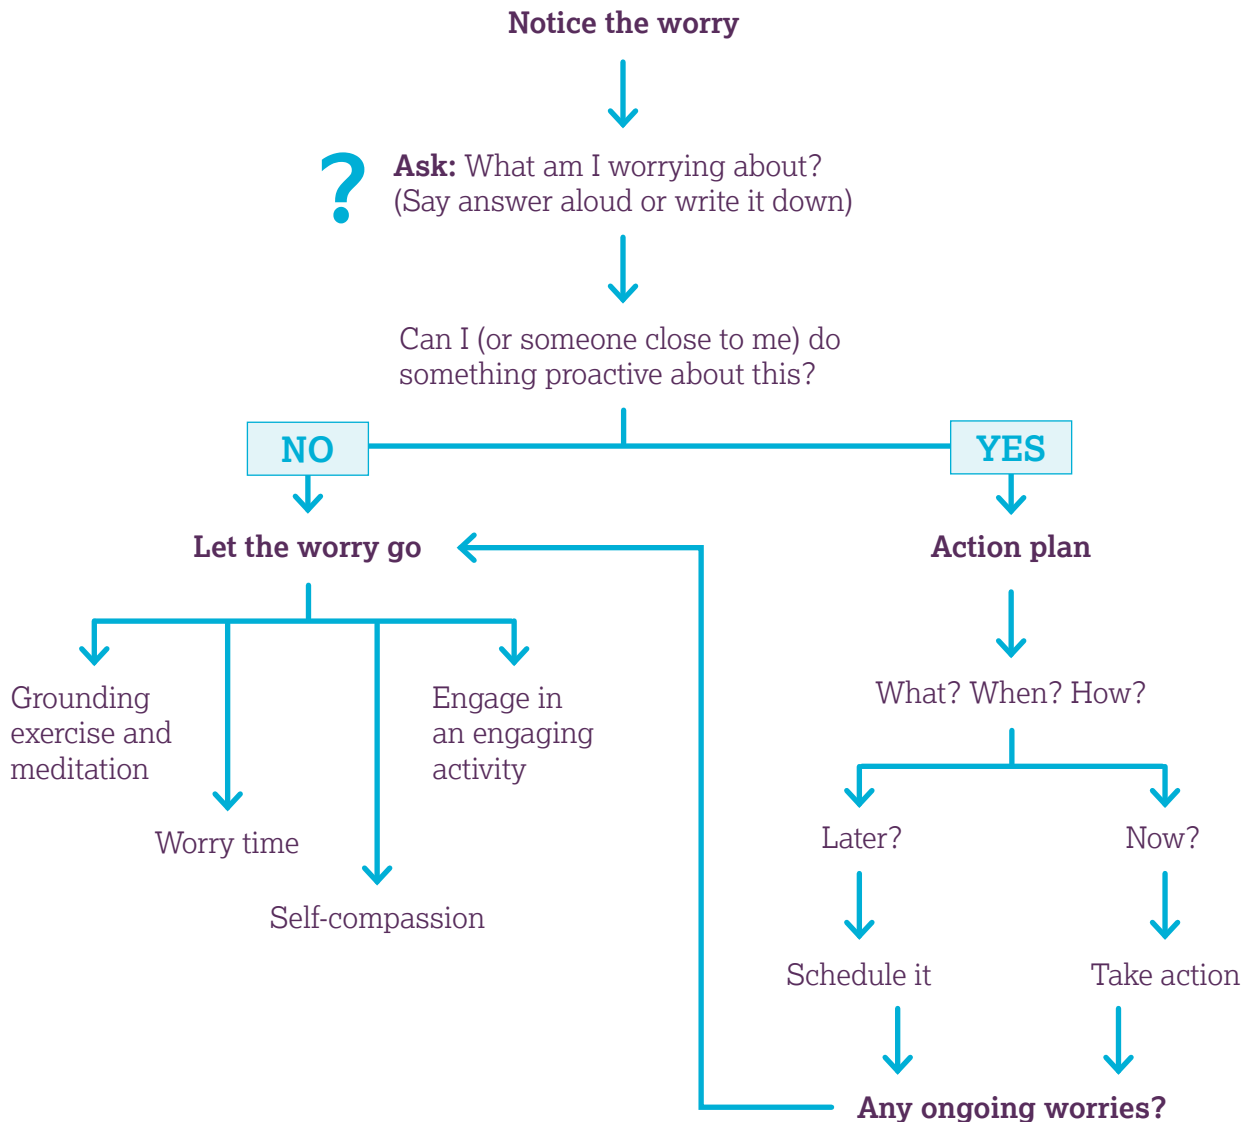 Notice the worry
?
Ask: What am I worrying about?
(Say answer aloud or write it down)
Can I (or someone close to me) do
something proactive about this?
NO
YES
Let the worry go
Action plan
Grounding
exercise and
meditation
Worry time
Self-compassion
Engage in
an engaging
activity
What? When? How?
Later?
Now?
Schedule it
Take action
Any ongoing worries?